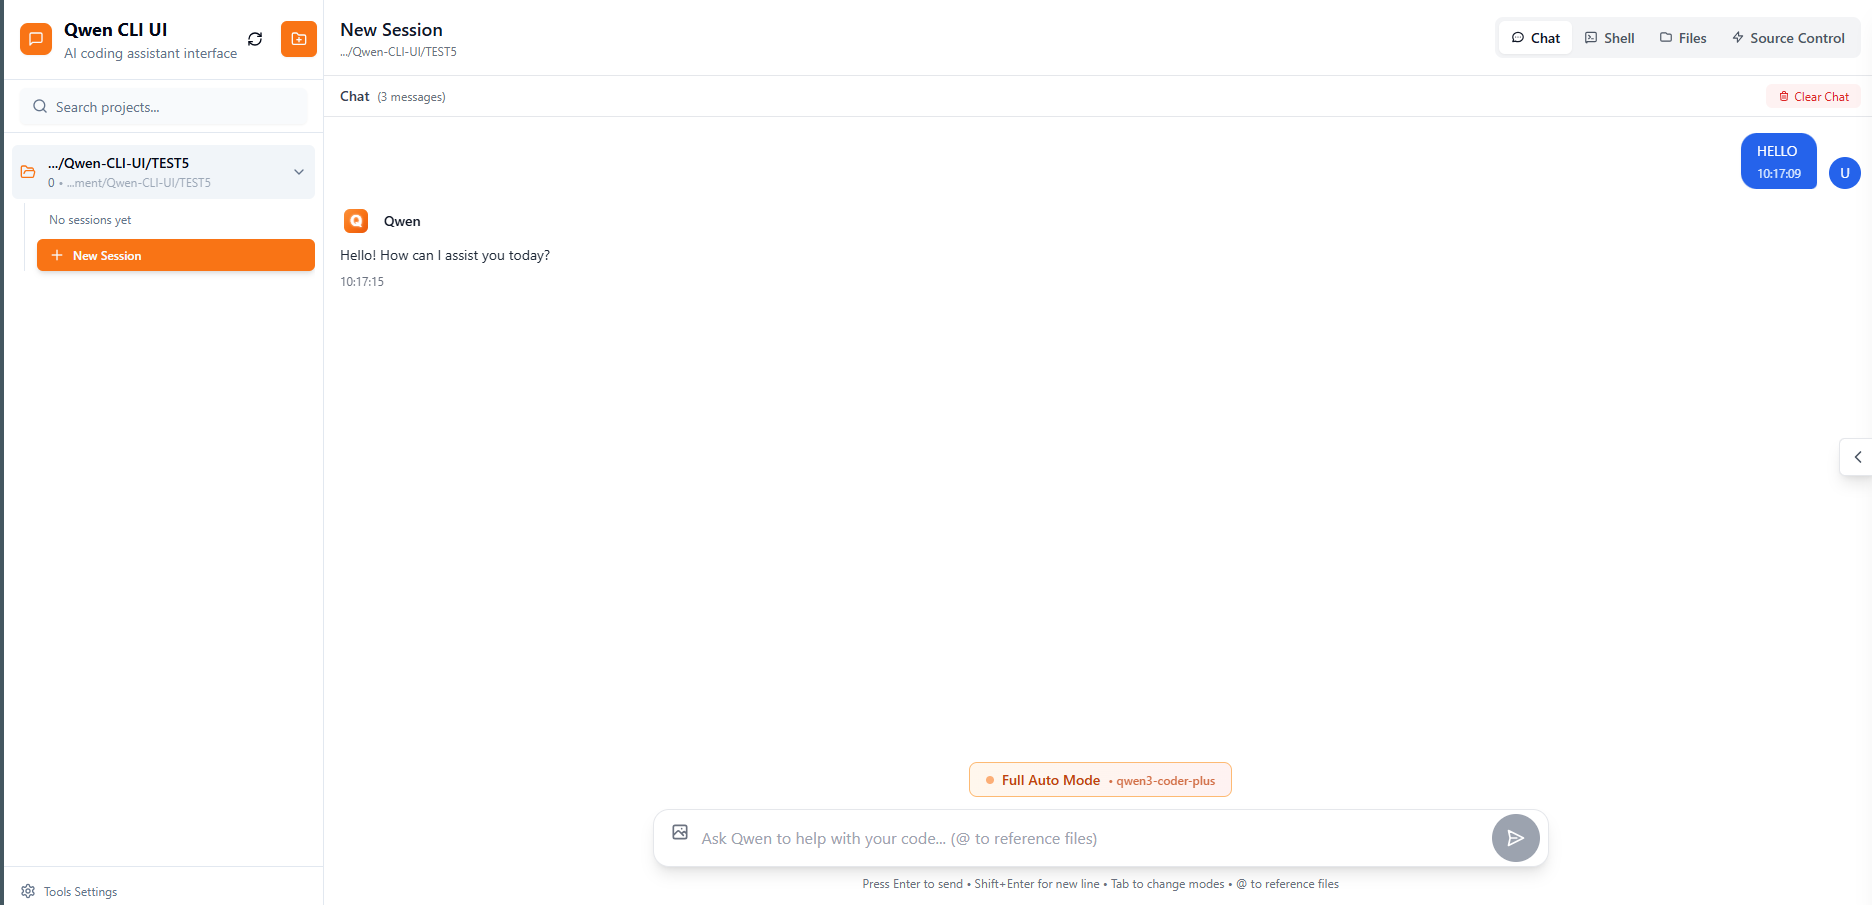 Qwen CLI UI
AI coding assistant interface
Search projects...
.../Qwen-CLI-UI/TEST5
0 • ...ment/Qwen-CLI-UI/TEST5
No sessions yet
New Session
Tools Settings
New Session
.../Qwen-CLI-UI/TEST5
Chat
Shell
Files
Source Control
Chat (3 messages)
Clear Chat
HELLO
10:17:09
U
Q Qwen
Hello! How can I assist you today?
10:17:15
Full Auto Mode • qwen3-coder-plus
Ask Qwen to help with your code... (@ to reference files)
Press Enter to send • Shift+Enter for new line • Tab to change modes • @ to reference files